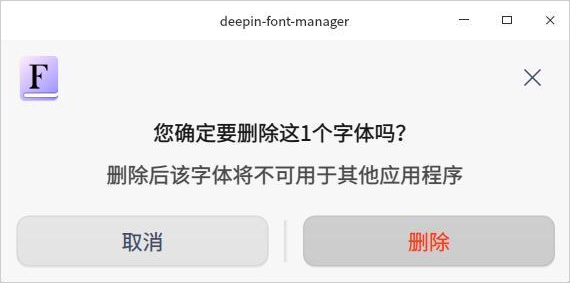 deepin-font-manager
F
您确定要删除这1个字体吗？
删除后该字体将不可用于其他应用程序
取消
删除